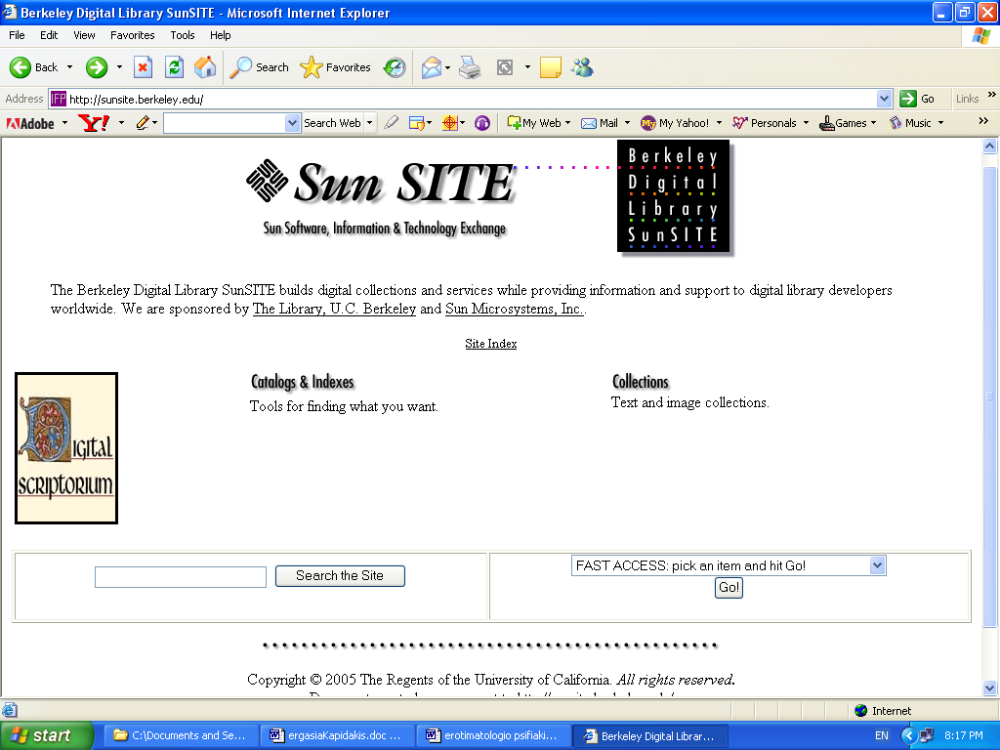 Berkeley Digital Library SunSITE - Microsoft Internet Explorer
File Edit View Favorites Tools Help
Back Search Favorites
Address IFP http://sunsite.berkeley.edu/ Go Links »
Adobe Y! Search Web My Web Mail My Yahoo! Personals Games Music »
Sun SITE
Sun Software, Information & Technology Exchange
Berkeley
Digital
Library
SunSITE
The Berkeley Digital Library SunSITE builds digital collections and services while providing information and support to digital library developers
worldwide. We are sponsored by The Library, U.C. Berkeley and Sun Microsystems, Inc..
Site Index
Digital
scriptorium
Catalogs & Indexes
Tools for finding what you want.
Collections
Text and image collections.
Search the Site
FAST ACCESS: pick an item and hit Go!
Go!
Copyright © 2005 The Regents of the University of California. All rights reserved.
Internet
start C:\Documents and Se... ergasiaKapidakis.doc ... erotimatologio psifiaki... Berkeley Digital Librar... EN 8:17 PM